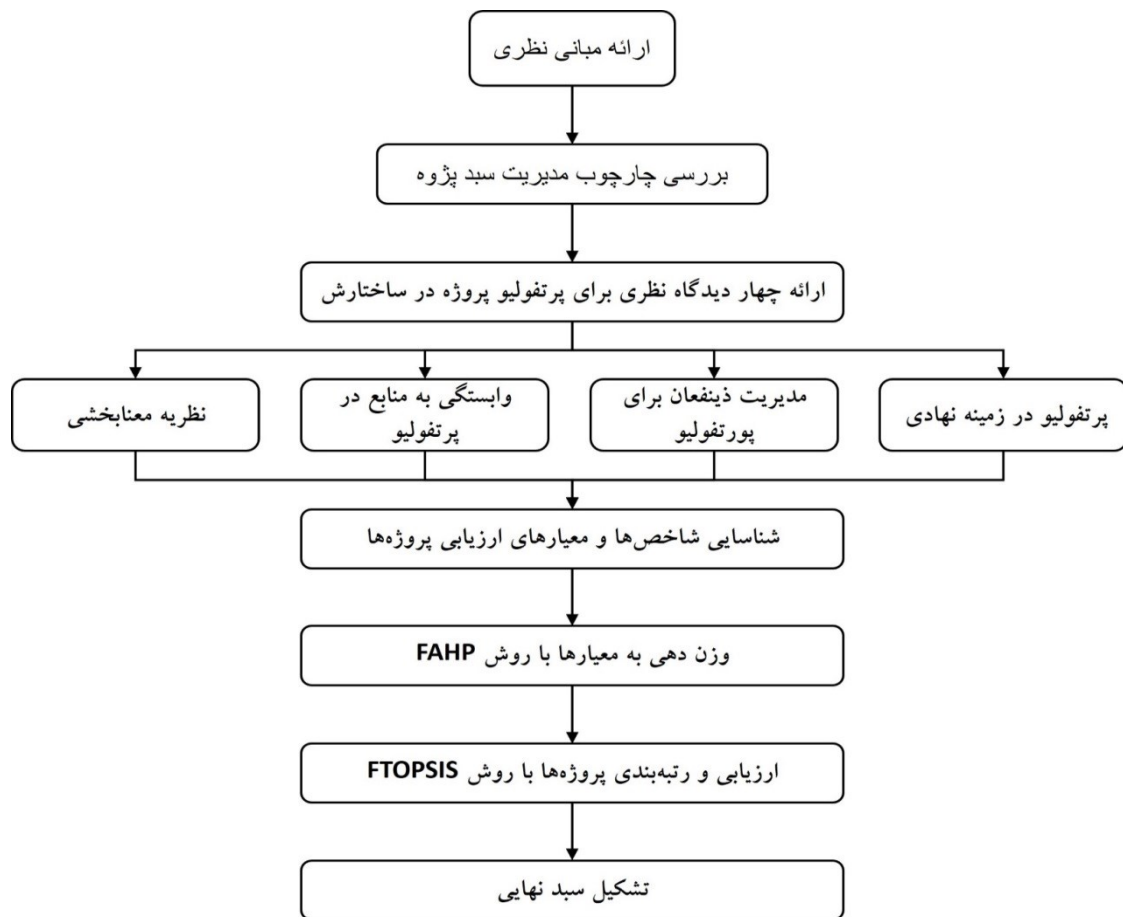 ارائه مبانی نظری
بررسی چارچوب مدیریت سبد پژوه
ارائه چهار دیدگاه نظری برای پرتفولیو پروژه در ساختارش
پرتفولیو در زمینه نهادی
مدیریت ذینفعان برای
پورتفولیو
وابستگی به منابع در
پرتفولیو
نظریه معنابخشی
شناسایی شاخص‌ها و معیارهای ارزیابی پروژه‌ها
وزن دهی به معیارها با روش FAHP
ارزیابی و رتبه‌بندی پروژه‌ها با روش FTOPSIS
تشکیل سبد نهایی